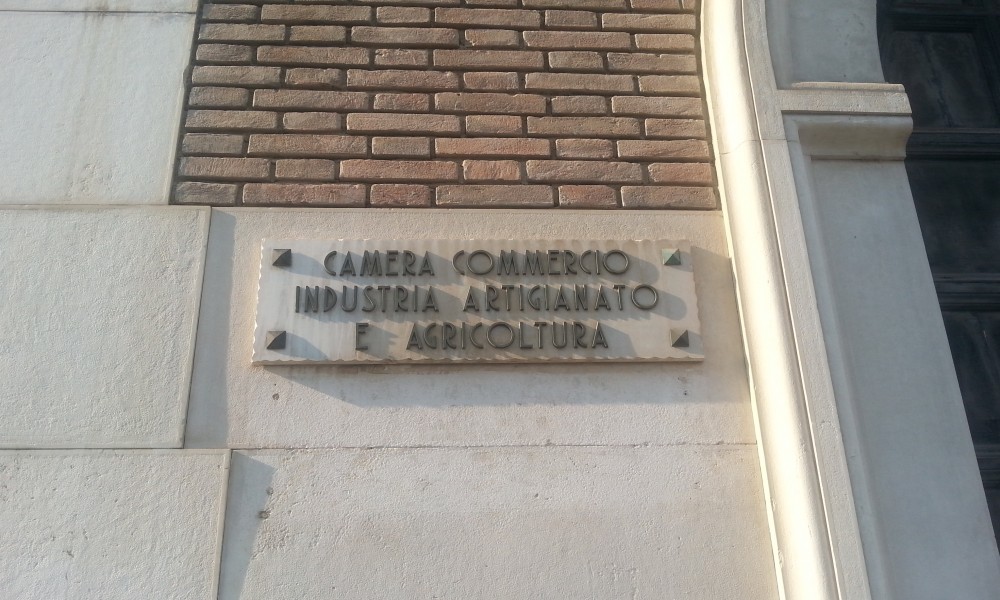 CAMERA COMMERCIO
INDUSTRIA ARTIGIANATO
E AGRICOLTURA